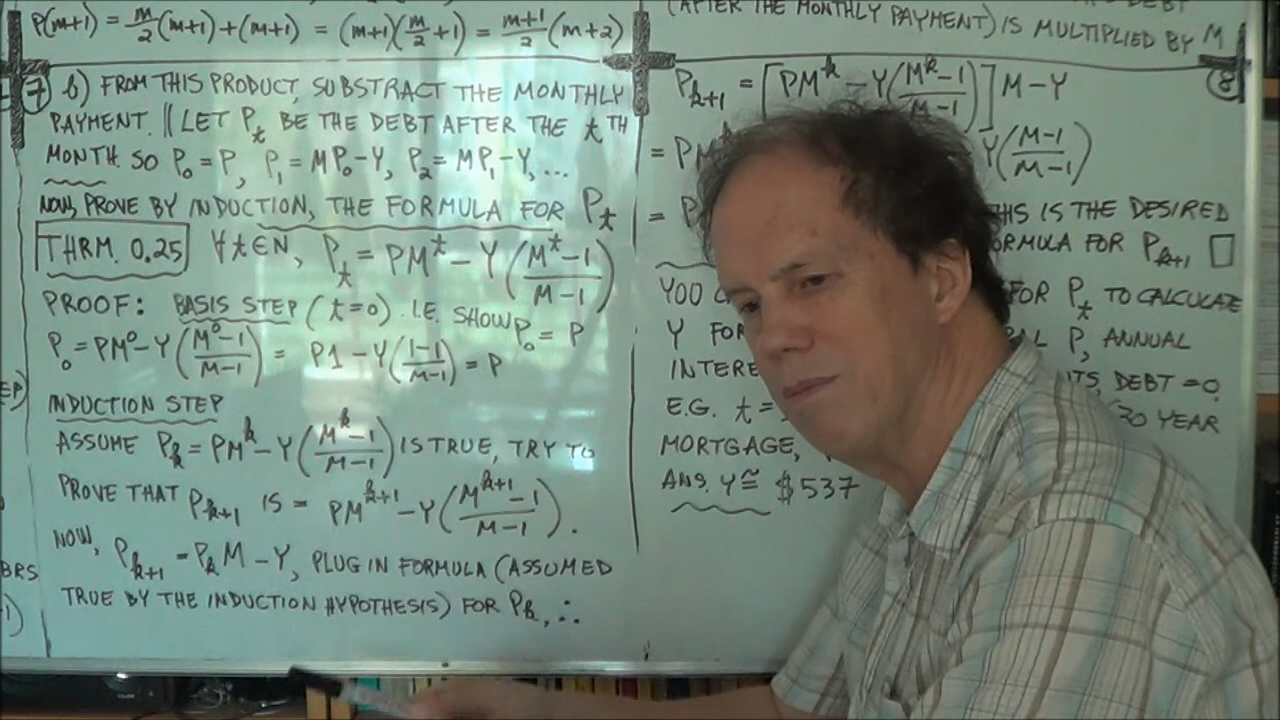 P(m+1) = m/2(m+1)+(m+1) = (m+1)(m/2+1) = m+1/2(m+2)
⑦ b) FROM THIS PRODUCT, SUBSTRACT THE MONTHLY
PAYMENT. || LET P_t BE THE DEBT AFTER THE t TH
MONTH. SO P_0 = P, P_1 = MP_0 - Y, P_2 = MP_1 - Y, ...
NOW, PROVE BY INDUCTION, THE FORMULA FOR P_t
THRM. 0.25 ∀t∈N, P_t = PM^t - Y(M^t-1/M-1)
PROOF: BASIS STEP (t=0). I.E. SHOW P_0 = P
P_0 = PM^0 - Y(M^0-1/M-1) = P1 - Y(1-1/M-1) = P
INDUCTION STEP
ASSUME P_k = PM^k - Y(M^k-1/M-1) IS TRUE, TRY TO
PROVE THAT P_k+1 IS = PM^k+1 - Y(M^k+1-1/M-1).
NOW, P_k+1 = P_k M - Y, PLUG IN FORMULA (ASSUMED
TRUE BY THE INDUCTION HYPOTHESIS) FOR P_k, ∴
BRS
(AFTER THE MONTHLY PAYMENT) IS MULTIPLIED BY M
P_k+1 = [PM^k - Y(M^k-1/M-1)]M - Y ⑧
= PM Y(M-1/M-1)
= P THIS IS THE DESIRED
FORMULA FOR P_k+1 □
YOU FOR P_t TO CALCULATE
Y FOR P, ANNUAL
INTERE DEBT = 0.
E.G. t = 30 YEAR
MORTGAGE,
ANS. Y ≅ $537